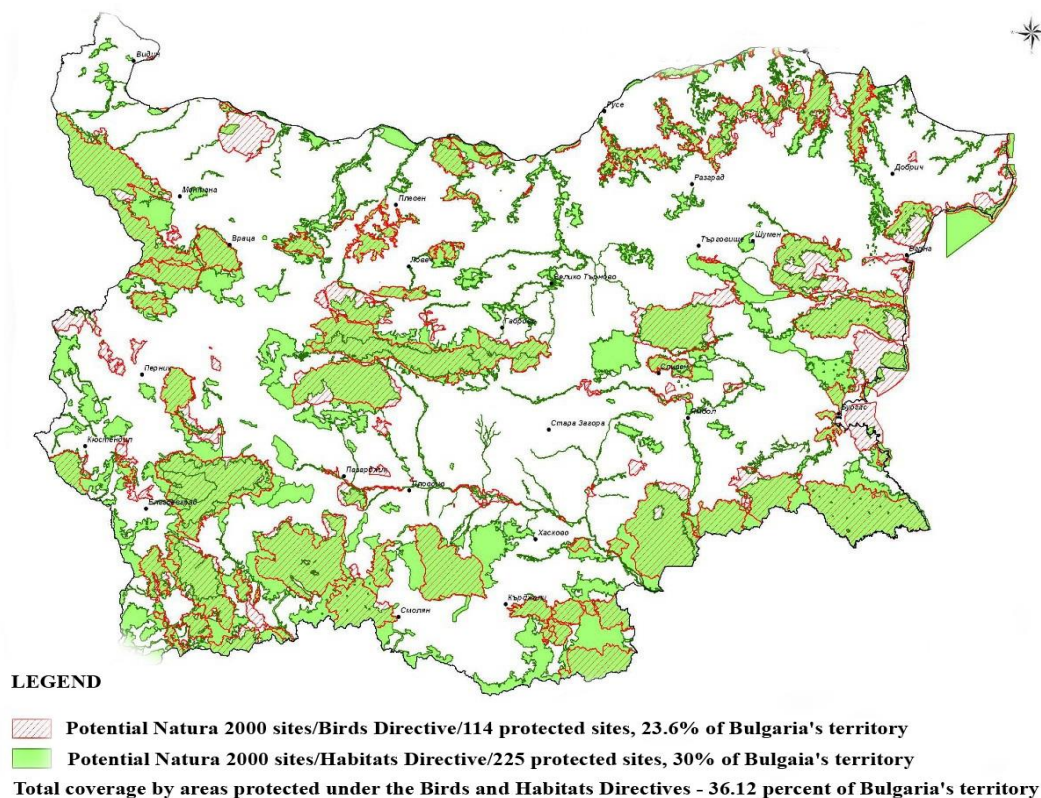 Видин
Русе
Добрич
Разград
Монтана
Плевен
Шумен
Враца
Търговище
Варна
Ловеч
Велико Търново
Габрово
Сливен
Перник
Бургас
Ямбол
Стара Загора
Кюстендил
Пазарджик
Пловдив
Благоевград
Хасково
Кърджали
Смолян
LEGEND
Potential Natura 2000 sites/Birds Directive/114 protected sites, 23.6% of Bulgaria's territory
Potential Natura 2000 sites/Habitats Directive/225 protected sites, 30% of Bulgaia's territory
Total coverage by areas protected under the Birds and Habitats Directives - 36.12 percent of Bulgaria's territory